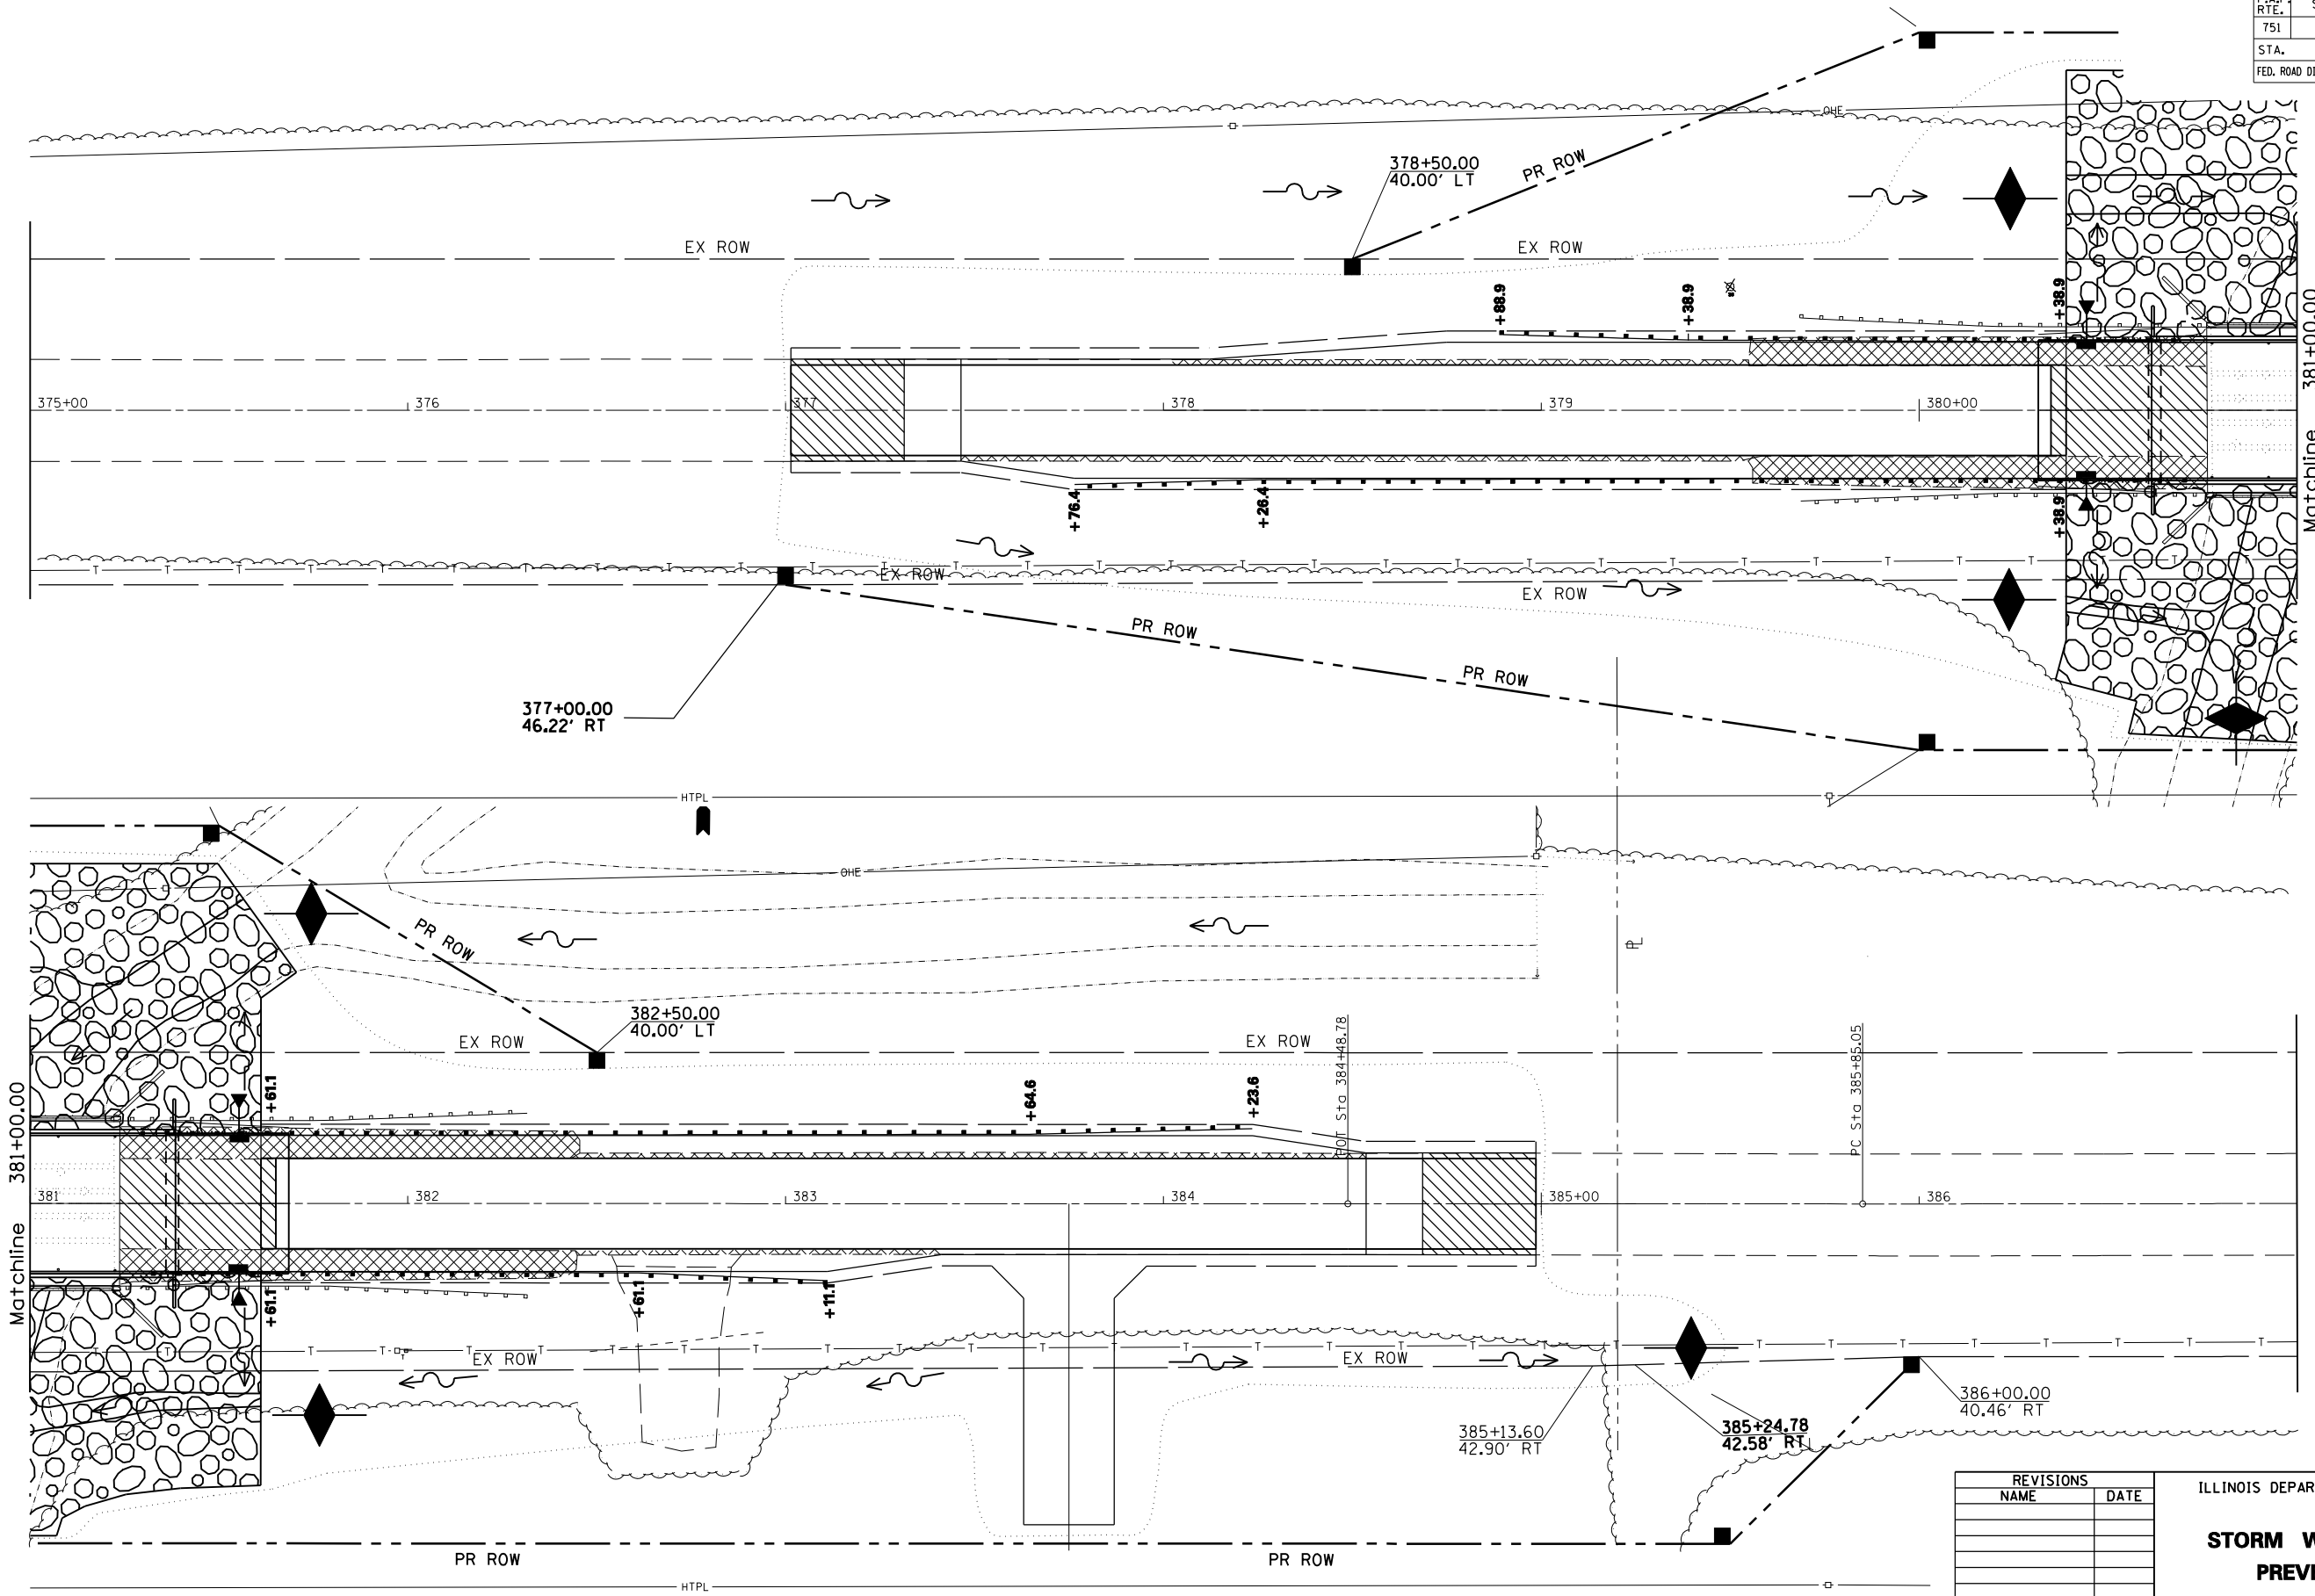 RTE.
751
STA.
FED. ROAD DI
OHE
378+50.00
40.00' LT
PR ROW
EX ROW
EX ROW
+88.9
+38.9
+38.9
Matchline 381+00.00
375+00
376
377
378
379
380+00
+76.4
+26.4
+38.9
T T T T T T T T T T T T T T T T T T T T T T T T T T T T T T T
EX ROW
EX ROW
PR ROW
PR ROW
377+00.00
46.22' RT
HTPL
OHE
PR ROW
382+50.00
40.00' LT
EX ROW
EX ROW
POT Sta 384+48.78
PC Sta 385+85.05
Matchline 381+00.00
+61.1
+64.6
+23.6
381
382
383
384
385+00
386
+61.1
+61.1
+11.1
T T T T T T T T T T T T T T T T T T T T T T T T T T T T T T
EX ROW
EX ROW
386+00.00
40.46' RT
385+13.60
42.90' RT
385+24.78
42.58' RT
PR ROW
PR ROW
HTPL
REVISIONS
NAME DATE
ILLINOIS DEPAR
STORM W
PREVE